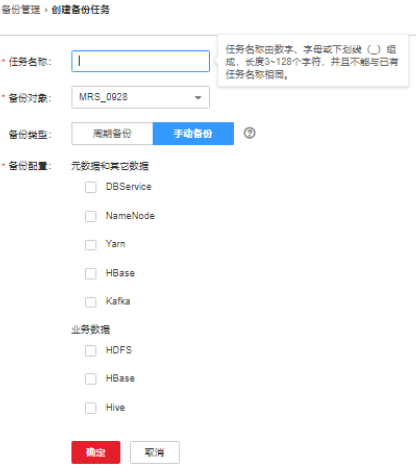 备份管理 › 创建备份任务
* 任务名称:
任务名称由数字、字母或下划线（_）组
成，长度3~128个字符，并且不能与已有
任务名称相同。
* 备份对象: MRS_0928
备份类型: 周期备份 手动备份 ?
* 备份配置: 元数据和其它数据
DBService
NameNode
Yarn
HBase
Kafka
业务数据
HDFS
HBase
Hive
确定 取消